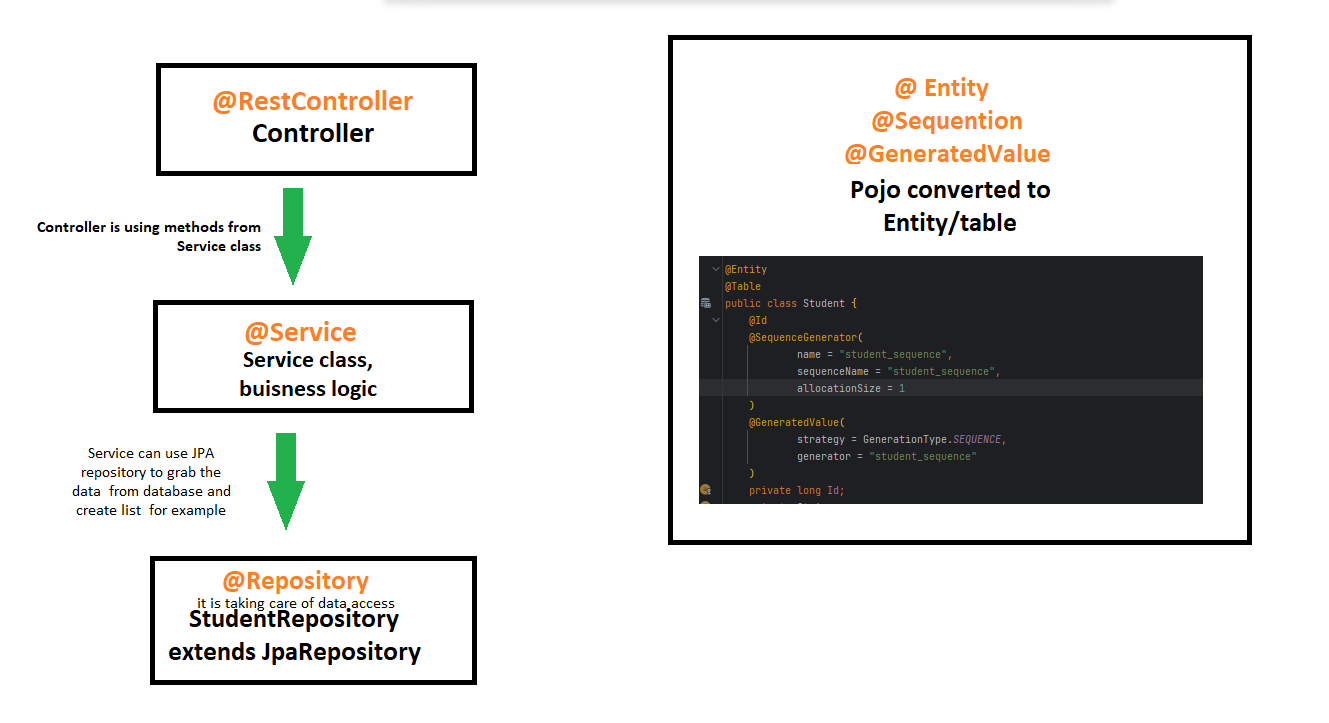 @RestController
Controller
Controller is using methods from
Service class
@Service
Service class,
buisness logic
Service can use JPA
repository to grab the
data from database and
create list for example
@Repository
it is taking care of data access
StudentRepository
extends JpaRepository
@ Entity
@Sequention
@GeneratedValue
Pojo converted to
Entity/table
@Entity
@Table
public class Student {
@Id
@SequenceGenerator(
name = "student_sequence",
sequenceName = "student_sequence",
allocationSize = 1
)
@GeneratedValue(
strategy = GenerationType.SEQUENCE,
generator = "student_sequence"
)
private long Id;